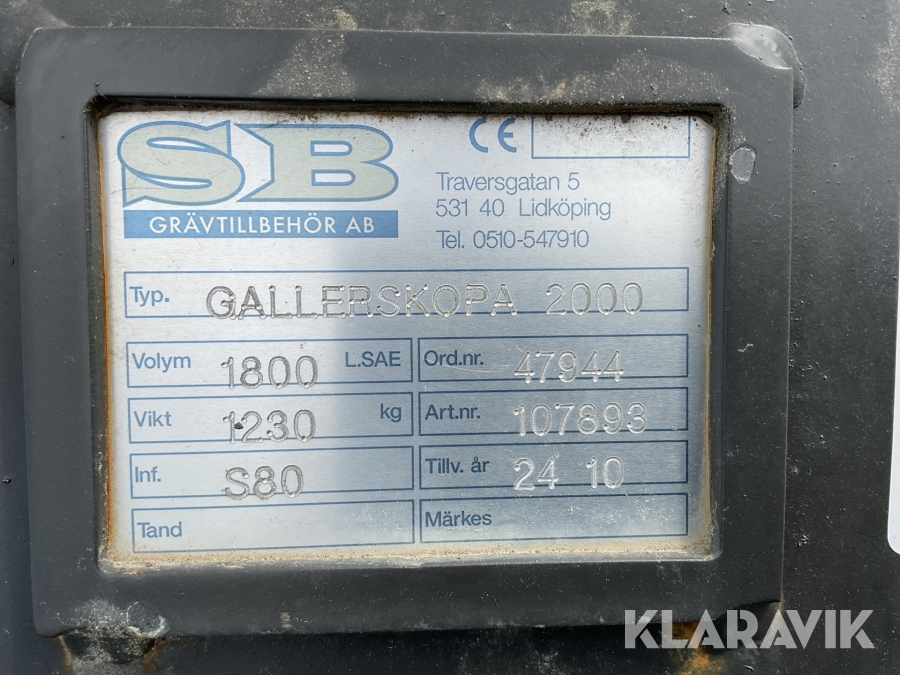 SB
GRÄVTILLBEHÖR AB
CE
Traversgatan 5
531 40 Lidköping
Tel. 0510-547910
Typ. GALLERSKOPA 2000
Volym 1800 L.SAE
Ord.nr. 47944
Vikt 1230 kg
Art.nr. 107893
Inf. S80
Tillv. år 24 10
Tand
Märkes
KLARAVIK